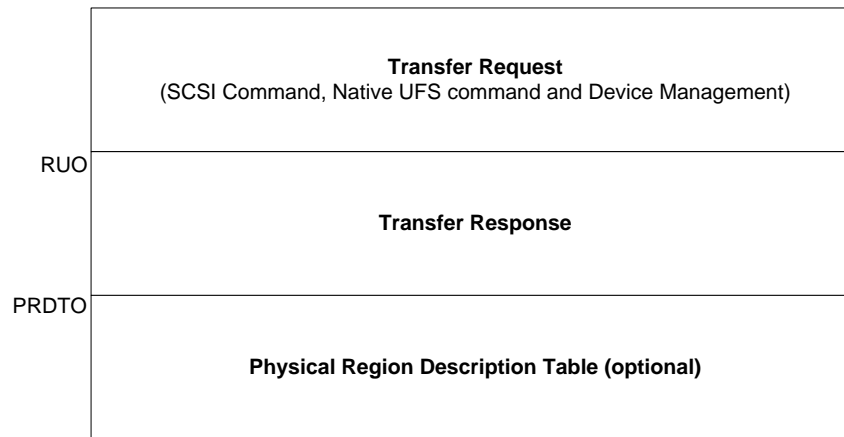 Transfer Request
(SCSI Command, Native UFS command and Device Management)
RUO
Transfer Response
PRDTO
Physical Region Description Table (optional)